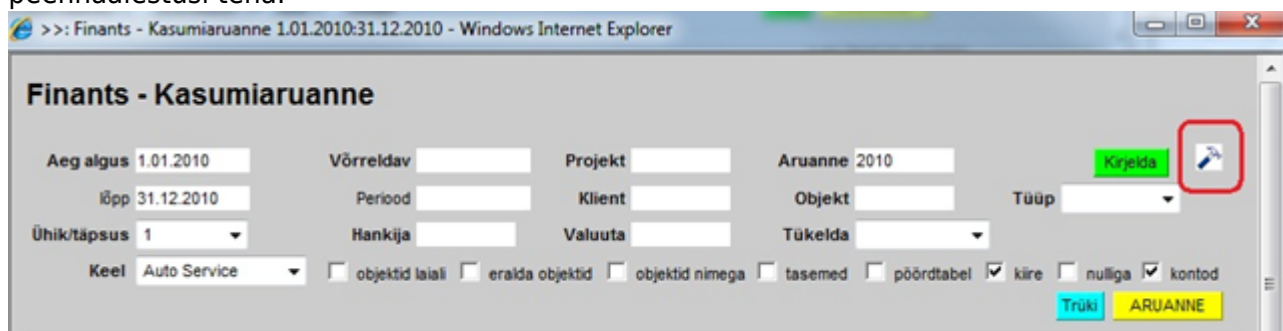 >>: Finants - Kasumiaruanne 1.01.2010:31.12.2010 - Windows Internet Explorer
Finants - Kasumiaruanne
Aeg algus 1.01.2010 Võrreldav Projekt Aruanne 2010 Kirjelda
lõpp 31.12.2010 Periood Klient Objekt Tüüp
Ühik/täpsus 1 Hankija Valuuta Tükelda
Keel Auto Service objektid laiali eralda objektid objektid nimega tasemed pöördtabel kiire nulliga kontod
Trüki ARUANNE